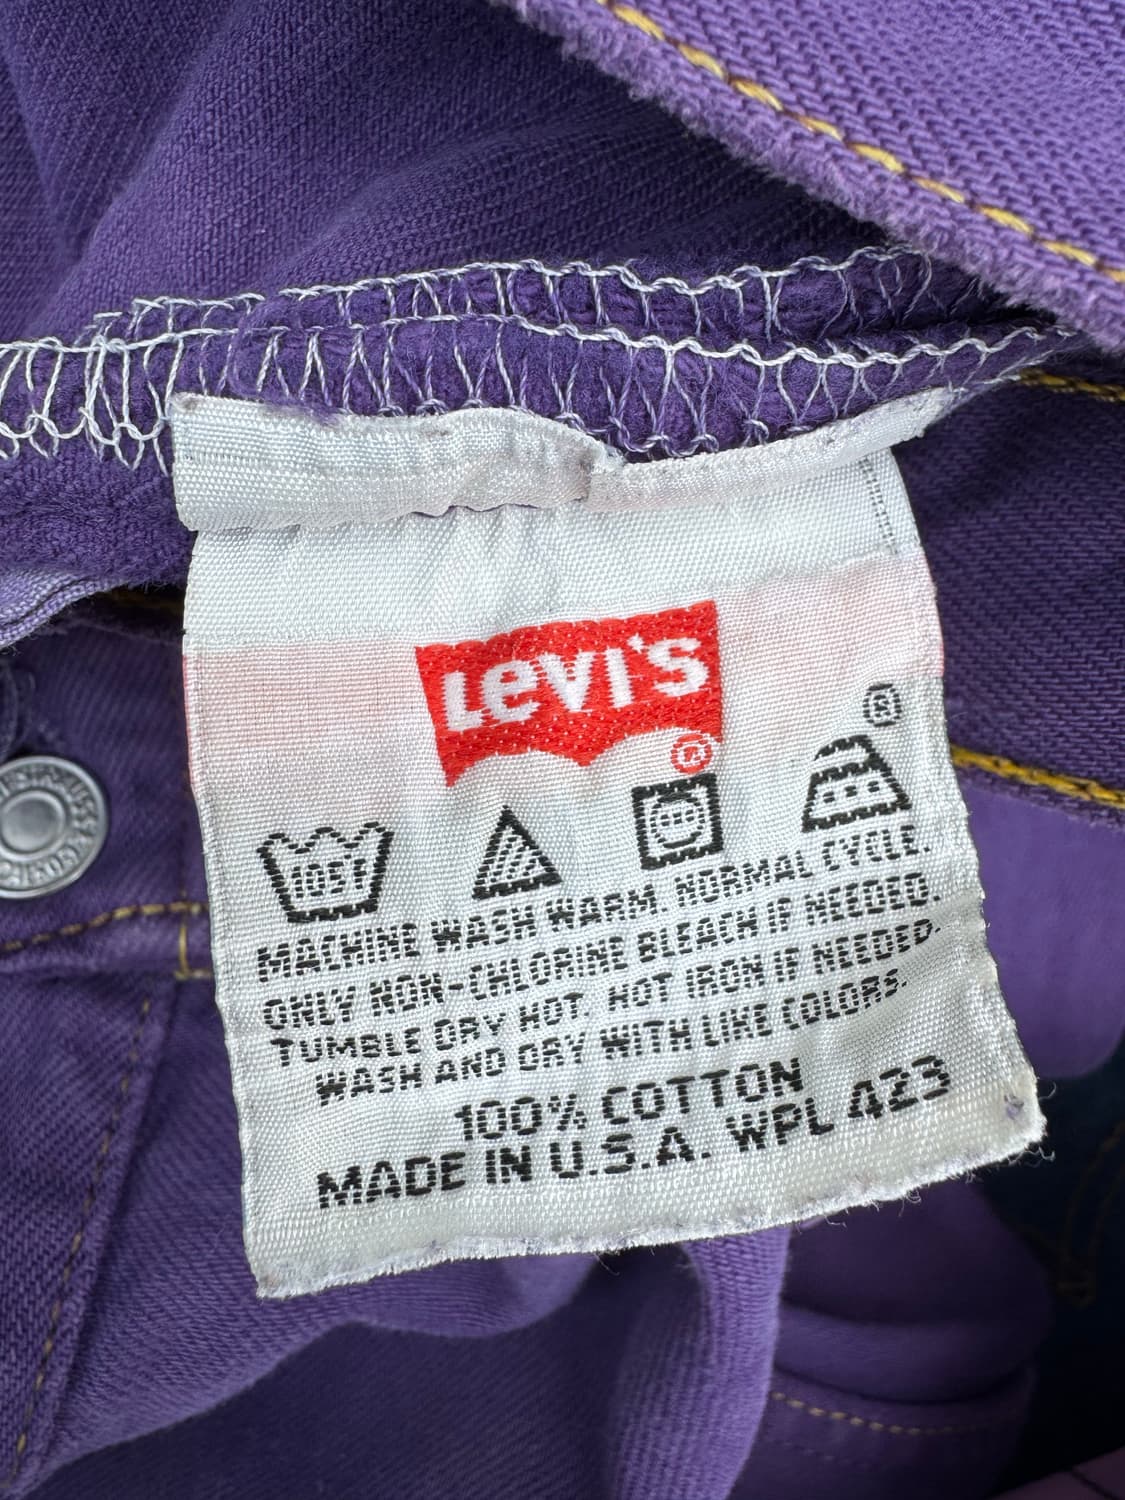 LEVI'S
®
®
105F
MACHINE WASH WARM. NORMAL CYCLE.
ONLY NON-CHLORINE BLEACH IF NEEDED.
TUMBLE DRY HOT. HOT IRON IF NEEDED.
WASH AND DRY WITH LIKE COLORS.
100% COTTON
MADE IN U.S.A. WPL 423